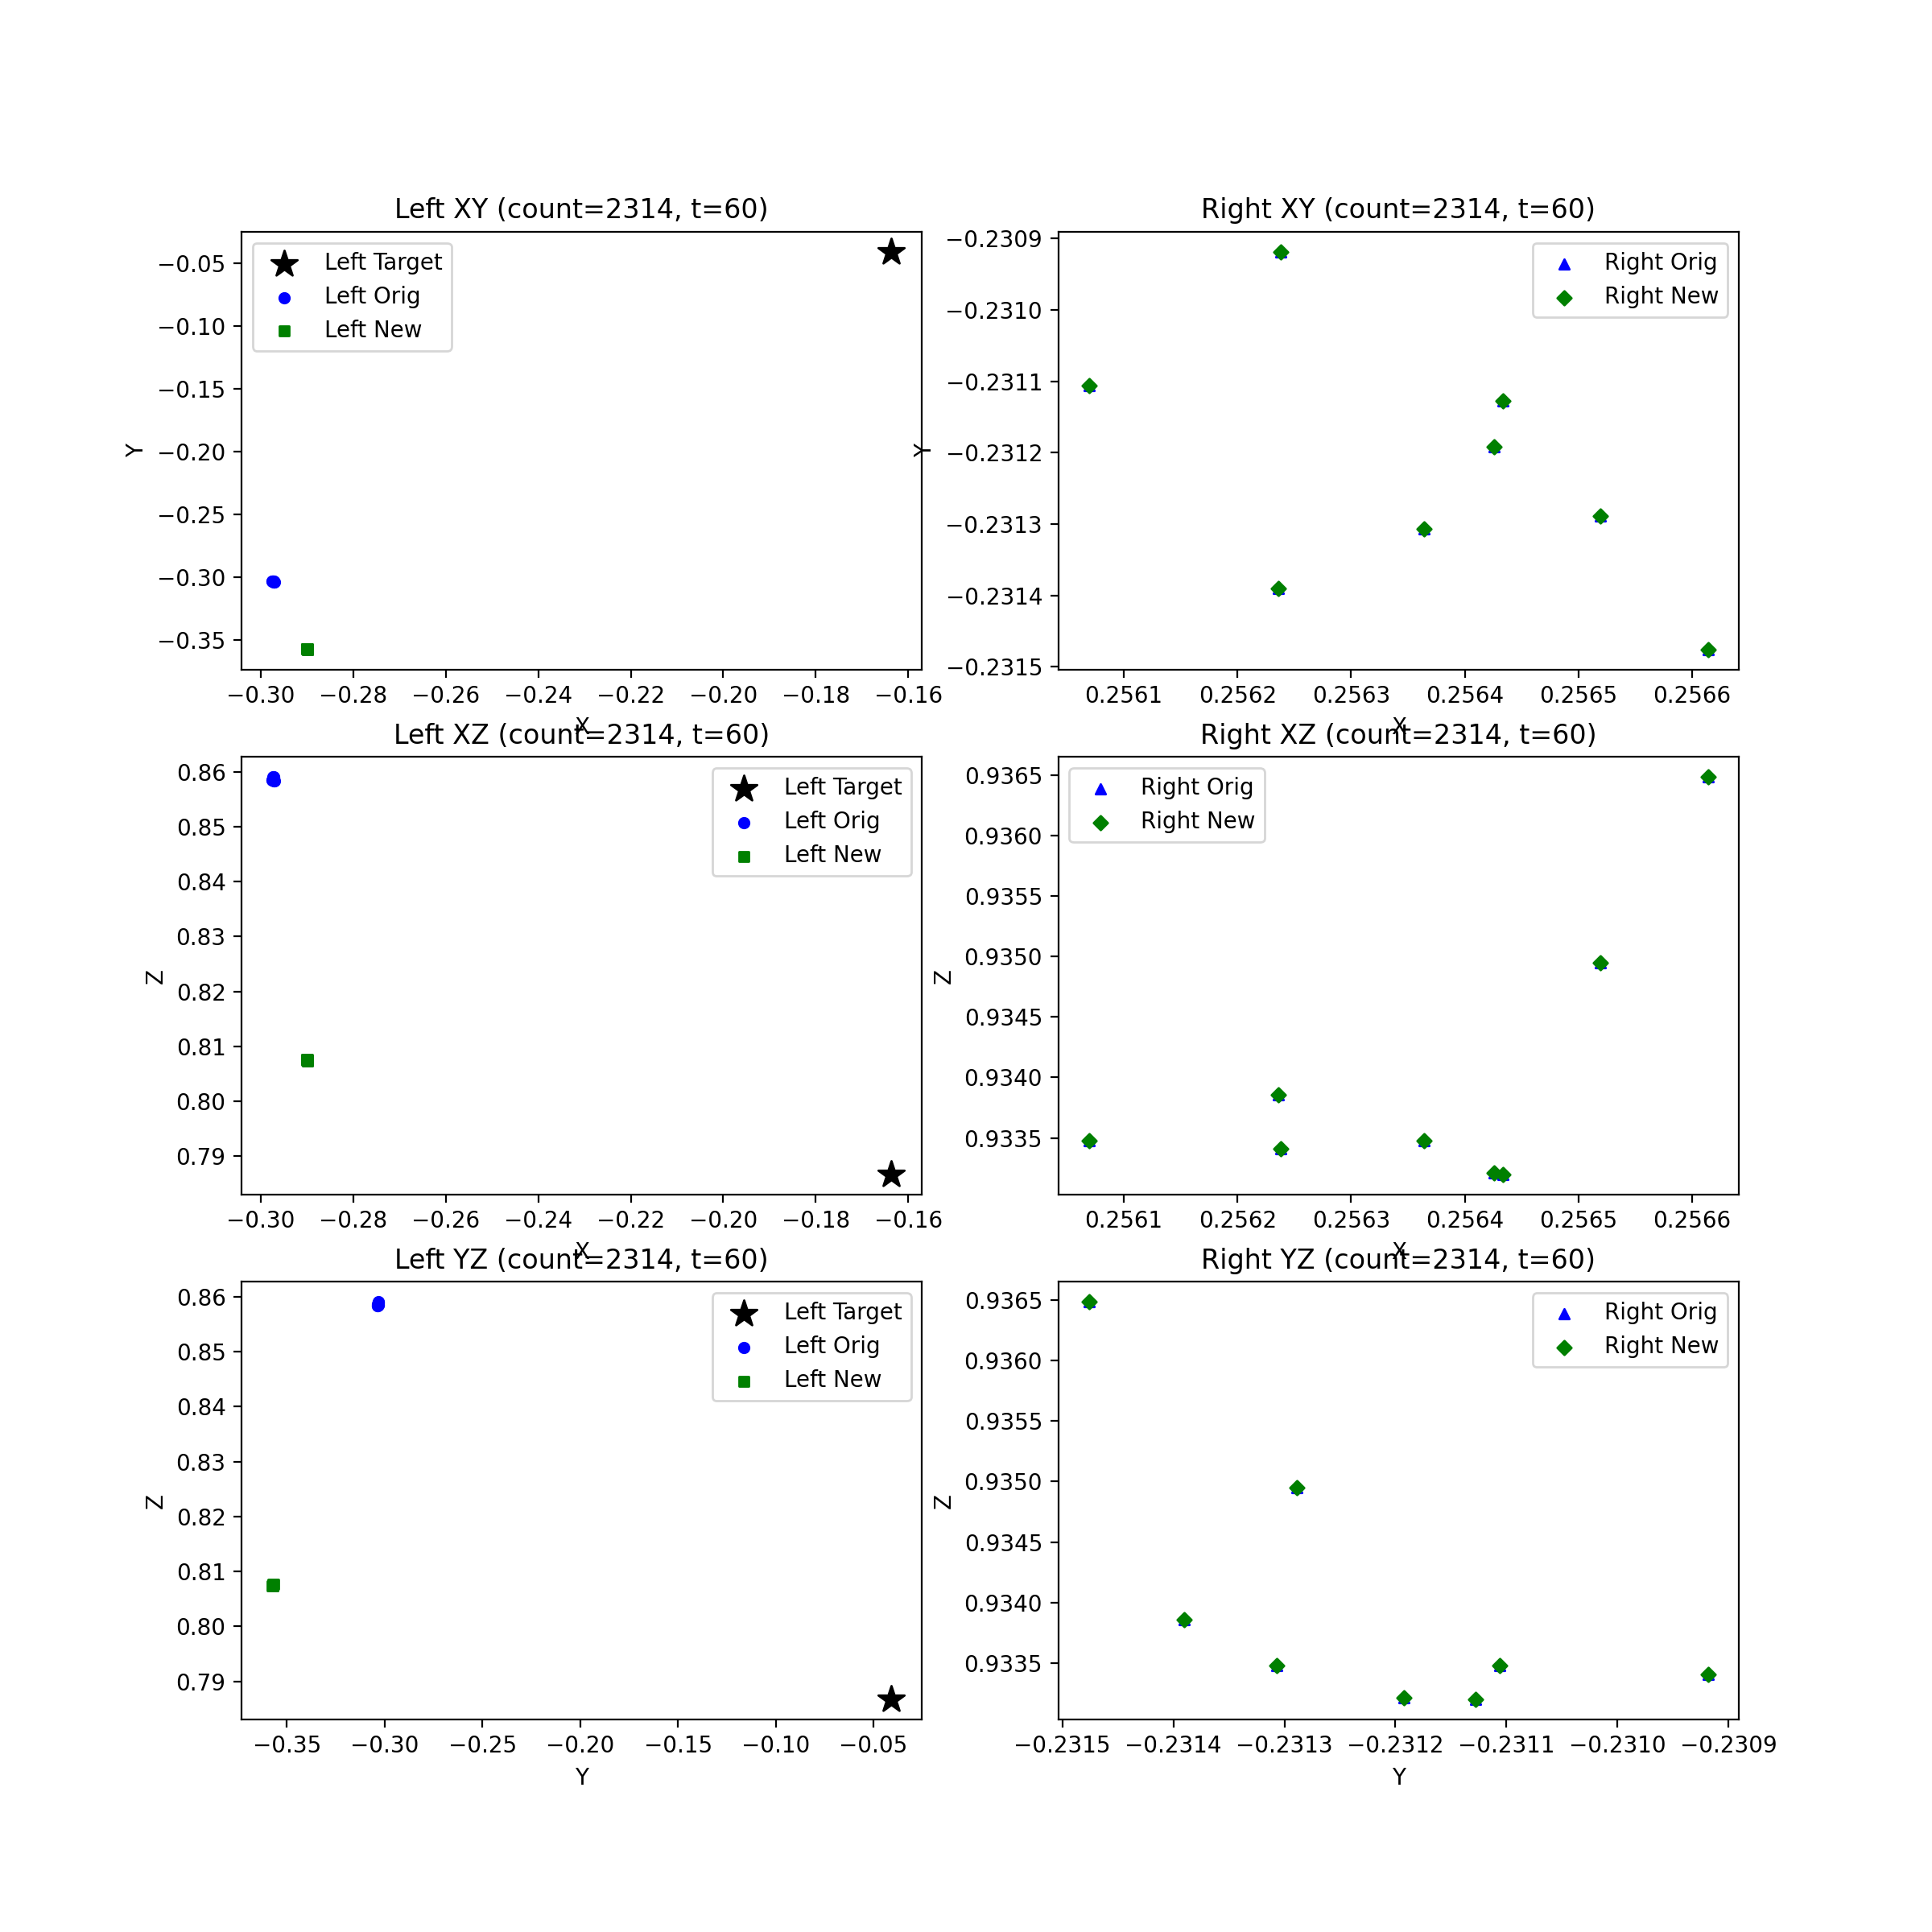 Left XY (count=2314, t=60)
Left Target
Left Orig
Left New
Y
−0.05
−0.10
−0.15
−0.20
−0.25
−0.30
−0.35
−0.30 −0.28 −0.26 −0.24 −0.22 −0.20 −0.18 −0.16
X
Right XY (count=2314, t=60)
Right Orig
Right New
Y
−0.2309
−0.2310
−0.2311
−0.2312
−0.2313
−0.2314
−0.2315
0.2561 0.2562 0.2563 0.2564 0.2565 0.2566
X
Left XZ (count=2314, t=60)
Left Target
Left Orig
Left New
Z
0.86
0.85
0.84
0.83
0.82
0.81
0.80
0.79
−0.30 −0.28 −0.26 −0.24 −0.22 −0.20 −0.18 −0.16
X
Right XZ (count=2314, t=60)
Right Orig
Right New
Z
0.9365
0.9360
0.9355
0.9350
0.9345
0.9340
0.9335
0.2561 0.2562 0.2563 0.2564 0.2565 0.2566
X
Left YZ (count=2314, t=60)
Left Target
Left Orig
Left New
Z
0.86
0.85
0.84
0.83
0.82
0.81
0.80
0.79
−0.35 −0.30 −0.25 −0.20 −0.15 −0.10 −0.05
Y
Right YZ (count=2314, t=60)
Right Orig
Right New
Z
0.9365
0.9360
0.9355
0.9350
0.9345
0.9340
0.9335
−0.2315 −0.2314 −0.2313 −0.2312 −0.2311 −0.2310 −0.2309
Y